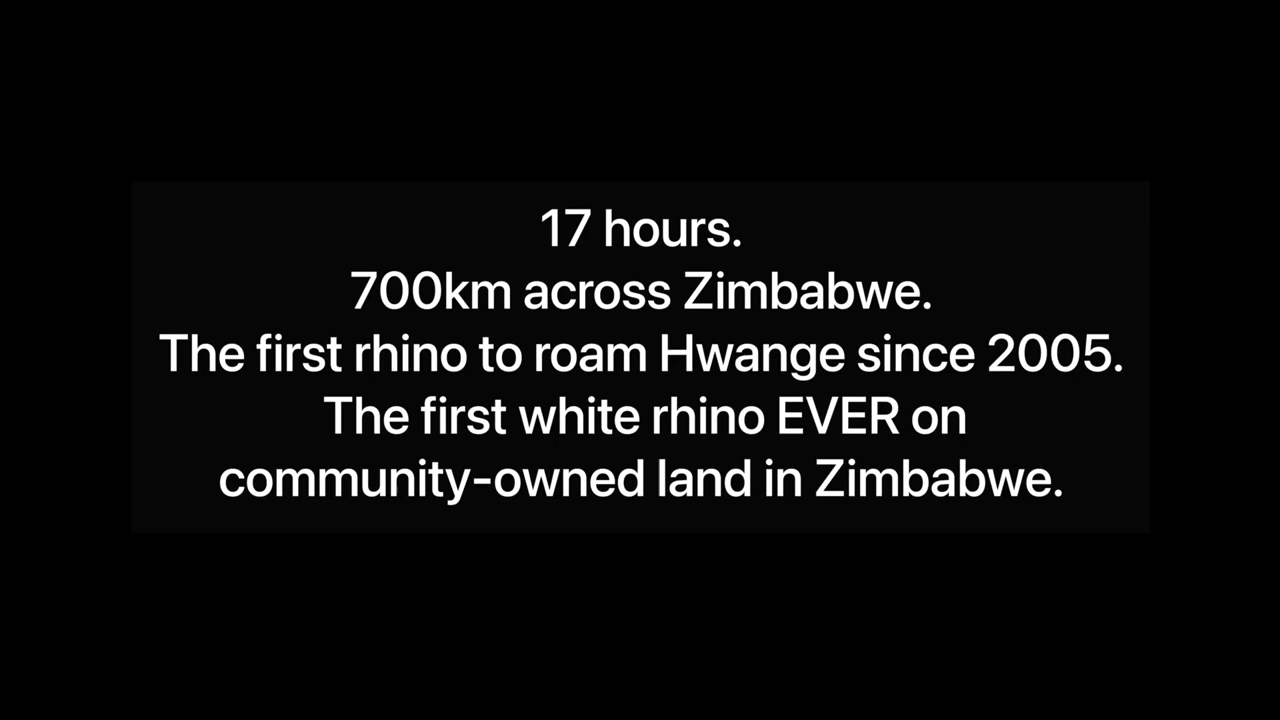 17 hours.
700km across Zimbabwe.
The first rhino to roam Hwange since 2005.
The first white rhino EVER on
community-owned land in Zimbabwe.